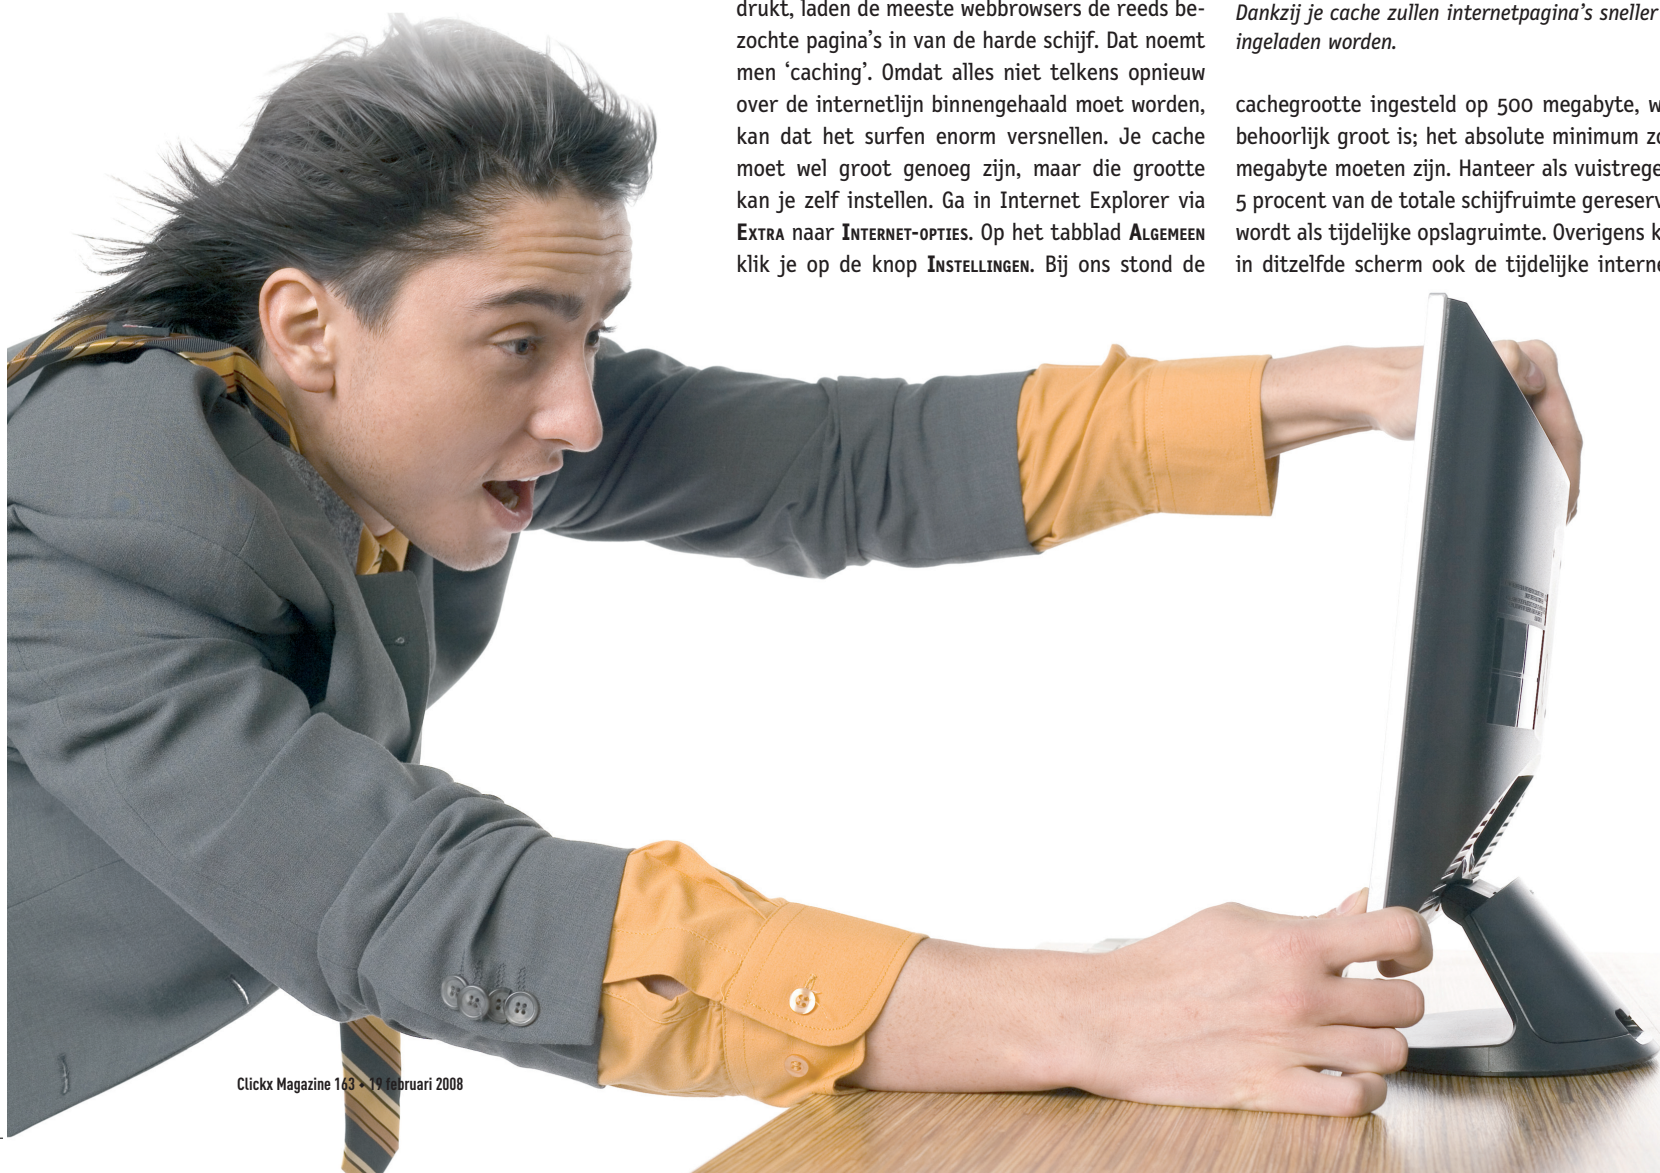 drukt, laden de meeste webbrowsers de reeds be-
zochte pagina's in van de harde schijf. Dat noemt
men ‘caching’. Omdat alles niet telkens opnieuw
over de internetlijn binnengehaald moet worden,
kan dat het surfen enorm versnellen. Je cache
moet wel groot genoeg zijn, maar die grootte
kan je zelf instellen. Ga in Internet Explorer via
EXTRA naar INTERNET-OPTIES. Op het tabblad ALGEMEEN
klik je op de knop INSTELLINGEN. Bij ons stond de
Dankzij je cache zullen internetpagina's sneller
ingeladen worden.
cachegrootte ingesteld op 500 megabyte,
behoorlijk groot is; het absolute minimum
megabyte moeten zijn. Hanteer als
5 procent van de totale schijfruimte
wordt als tijdelijke opslagruimte. Overigens
in ditzelfde scherm ook de tijdelijke
Clickx Magazine 163 • 19 februari 2008